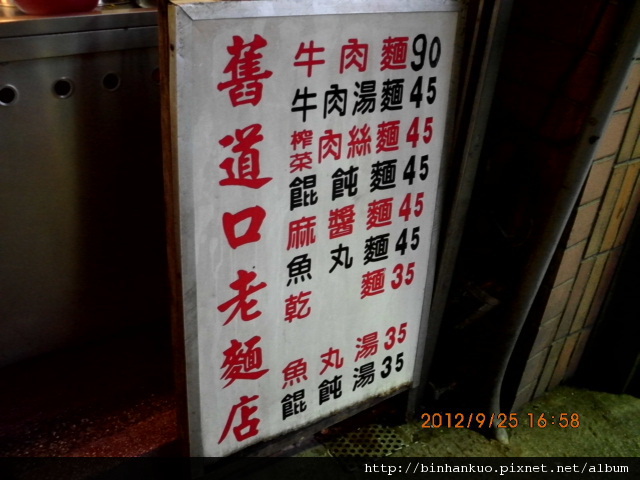 舊道口老麵店
牛肉麵90
牛肉湯麵45
榨菜肉絲麵45
餛飩麵45
麻醬麵45
魚丸麵45
乾麵35
魚丸湯35
餛飩湯35
2012/9/25 16:58
http://binhankuo.pixnet.net/album